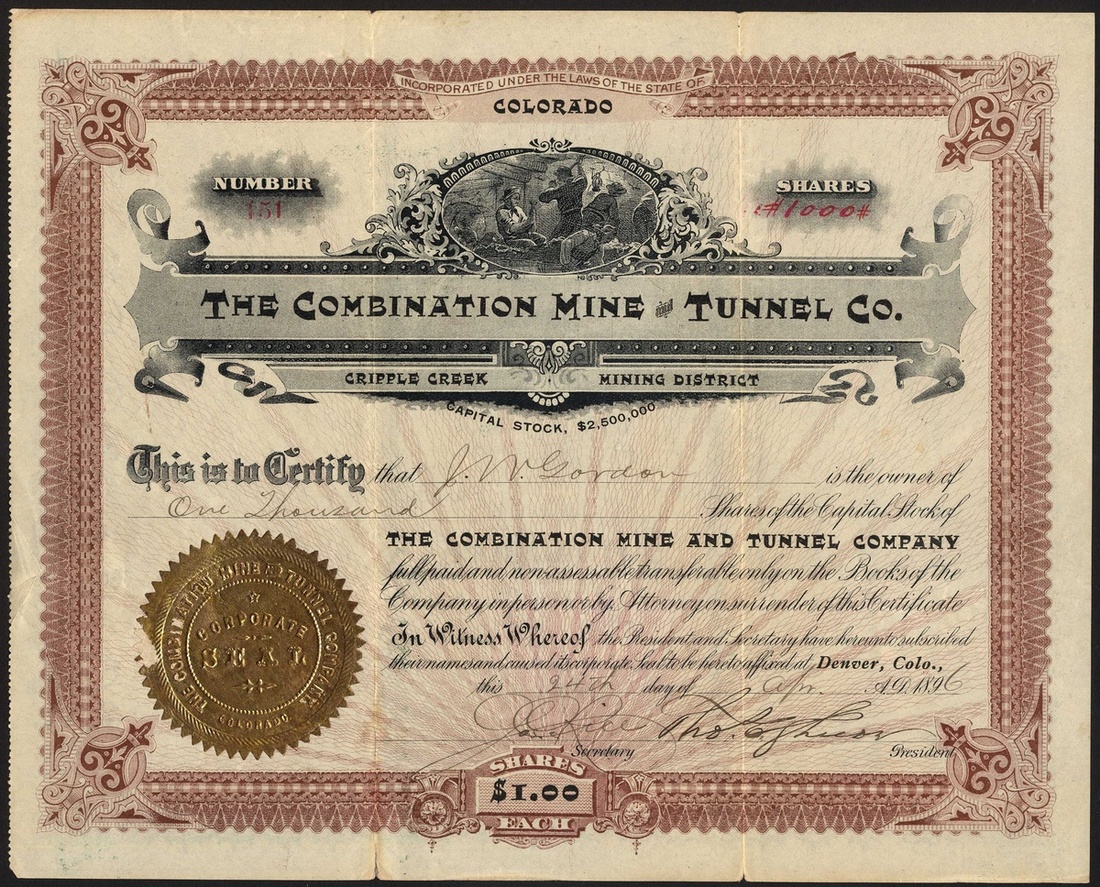 INCORPORATED UNDER THE LAWS OF THE STATE OF
COLORADO
NUMBER
151
SHARES
#1000#
THE COMBINATION MINE and TUNNEL CO.
CRIPPLE CREEK MINING DISTRICT
CAPITAL STOCK, $2,500,000
This is to Certify that J. W. Gordon is the owner of
One Thousand Shares of the Capital Stock of
THE COMBINATION MINE AND TUNNEL COMPANY
full paid and non-assessable transferable only on the Books of the
Company in person or by Attorney on surrender of this Certificate
In Witness Whereof the President and Secretary have hereunto subscribed
their names and caused its corporate Seal to be hereto affixed at Denver, Colo.,
this 24th day of Apr. A.D. 1896
Secretary
President
THE COMBINATION MINE AND TUNNEL COMPANY
CORPORATE
SEAL
COLORADO
SHARES
$1.00
EACH